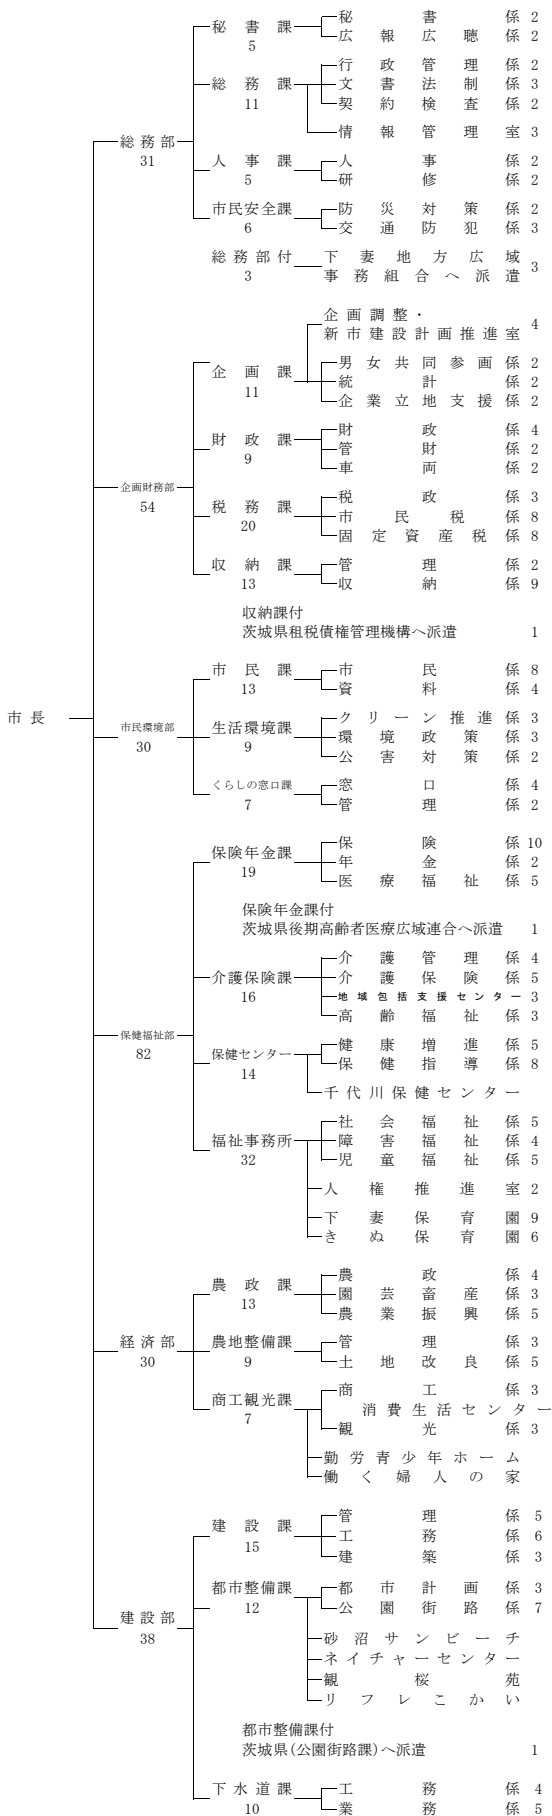 市長
総務部
31
秘書課
5
秘書係 2
広報広聴係 2
総務課
11
行政管理係 2
文書法制係 3
契約検査係 2
情報管理室 3
人事課
5
人事係 2
研修係 2
市民安全課
6
防災対策係 2
交通防犯係 3
総務部付
3
下妻地方広域
事務組合へ派遣 3
企画財務部
54
企画課
11
企画調整・
新市建設計画推進室 4
男女共同参画係 2
統計係 2
企業立地支援係 2
財政課
9
財政係 4
管財係 2
車両係 2
税務課
20
税政係 3
市民税係 8
固定資産税係 8
収納課
13
管理係 2
収納係 9
収納課付
茨城県租税債権管理機構へ派遣 1
市民環境部
30
市民課
13
市民係 8
資料係 4
生活環境課
9
クリーン推進係 3
環境政策係 3
公害対策係 2
くらしの窓口課
7
窓口係 4
管理係 2
保健福祉部
82
保険年金課
19
保険係 10
年金係 2
医療福祉係 5
保険年金課付
茨城県後期高齢者医療広域連合へ派遣 1
介護保険課
16
介護管理係 4
介護保険係 5
地域包括支援センター 3
高齢福祉係 3
保健センター
14
健康増進係 5
保健指導係 8
千代川保健センター
福祉事務所
32
社会福祉係 5
障害福祉係 4
児童福祉係 5
人権推進室 2
下妻保育園 9
きぬ保育園 6
経済部
30
農政課
13
農政係 4
園芸畜産係 3
農業振興係 5
農地整備課
9
管理係 3
土地改良係 5
商工観光課
7
商工係 3
消費生活センター
観光係 3
勤労青少年ホーム
働く婦人の家
建設部
38
建設課
15
管理係 5
工務係 6
建築係 3
都市整備課
12
都市計画係 3
公園街路係 7
砂沼サンビーチ
ネイチャーセンター
観桜苑
リフレこかい
都市整備課付
茨城県(公園街路課)へ派遣 1
下水道課
10
工務係 4
業務係 5